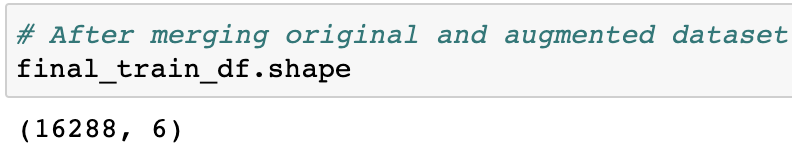 # After merging original and augmented dataset
final_train_df.shape
(16288, 6)